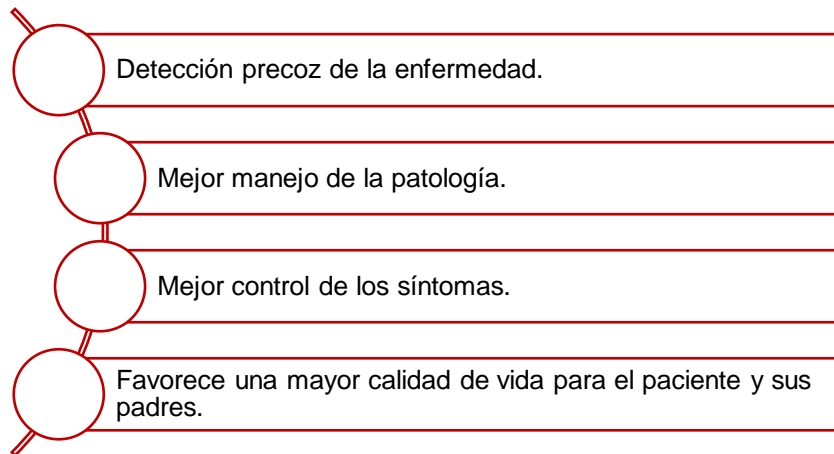 Detección precoz de la enfermedad.
Mejor manejo de la patología.
Mejor control de los síntomas.
Favorece una mayor calidad de vida para el paciente y sus
padres.